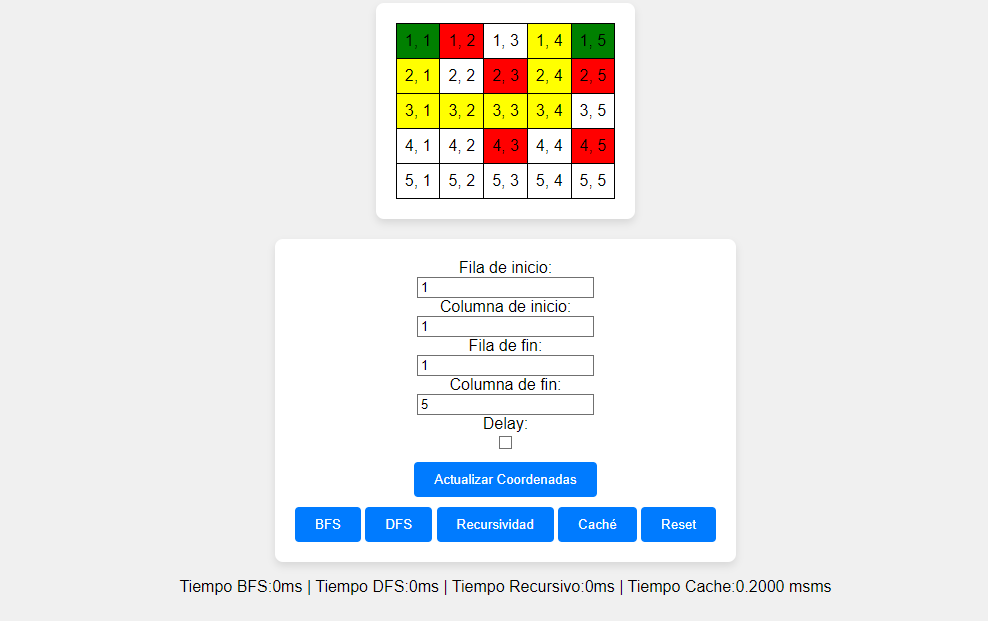 1, 1 1, 2 1, 3 1, 4 1, 5
2, 1 2, 2 2, 3 2, 4 2, 5
3, 1 3, 2 3, 3 3, 4 3, 5
4, 1 4, 2 4, 3 4, 4 4, 5
5, 1 5, 2 5, 3 5, 4 5, 5
Fila de inicio:
1
Columna de inicio:
1
Fila de fin:
1
Columna de fin:
5
Delay:
Actualizar Coordenadas
BFS DFS Recursividad Caché Reset
Tiempo BFS:0ms | Tiempo DFS:0ms | Tiempo Recursivo:0ms | Tiempo Cache:0.2000 msms